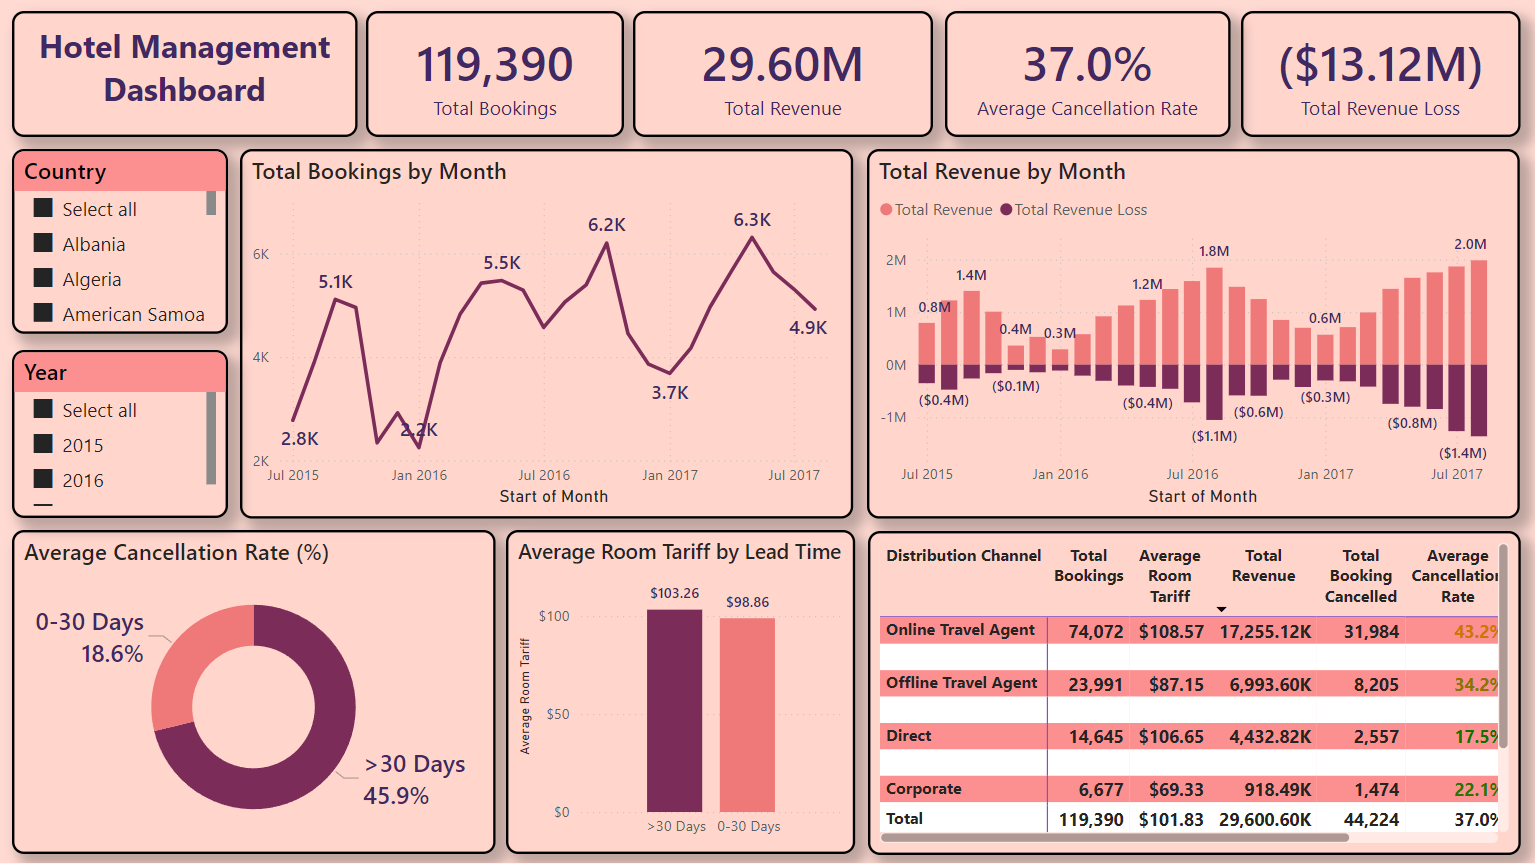 Hotel Management
Dashboard
119,390
Total Bookings
29.60M
Total Revenue
37.0%
Average Cancellation Rate
($13.12M)
Total Revenue Loss
Country
Select all
Albania
Algeria
American Samoa
Year
Select all
2015
2016
Total Bookings by Month
6K
4K
2K
2.8K
5.1K
2.2K
5.5K
6.2K
3.7K
6.3K
4.9K
Jul 2015
Jan 2016
Jul 2016
Jan 2017
Jul 2017
Start of Month
Total Revenue by Month
Total Revenue
Total Revenue Loss
2M
1M
0M
-1M
0.8M
1.4M
0.4M
0.3M
1.2M
1.8M
0.6M
2.0M
($0.4M)
($0.1M)
($0.4M)
($1.1M)
($0.6M)
($0.3M)
($0.8M)
($1.4M)
Jul 2015
Jan 2016
Jul 2016
Jan 2017
Jul 2017
Start of Month
Average Cancellation Rate (%)
0-30 Days
18.6%
>30 Days
45.9%
Average Room Tariff by Lead Time
Average Room Tariff
$100
$50
$0
$103.26
$98.86
>30 Days
0-30 Days
Distribution Channel Total Bookings Average Room Tariff Total Revenue Total Booking Cancelled Average Cancellation Rate
Online Travel Agent 74,072 $108.57 17,255.12K 31,984 43.2%
Offline Travel Agent 23,991 $87.15 6,993.60K 8,205 34.2%
Direct 14,645 $106.65 4,432.82K 2,557 17.5%
Corporate 6,677 $69.33 918.49K 1,474 22.1%
Total 119,390 $101.83 29,600.60K 44,224 37.0%